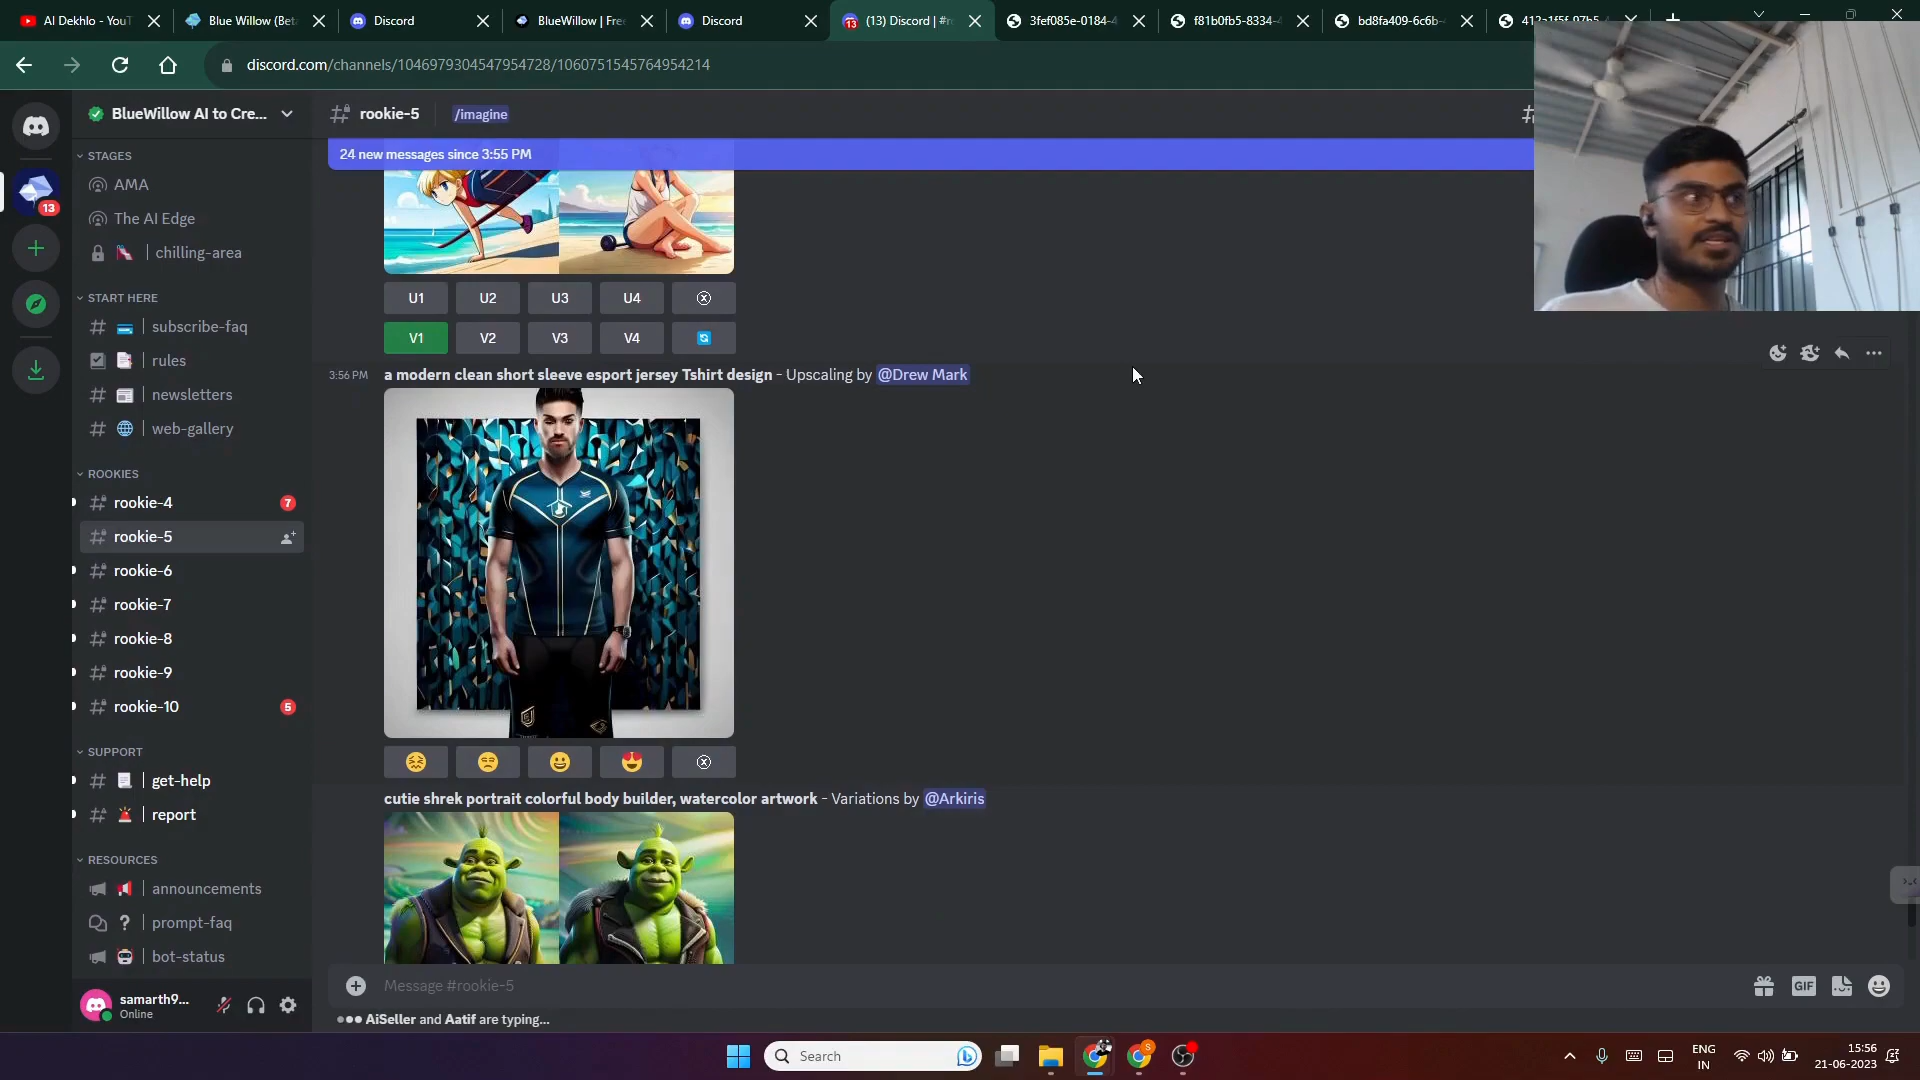 AI Dekhlo - YouT
Blue Willow (Beta
Discord
BlueWillow | Free
Discord
(13) Discord | #r
3fef085e-0184-4
f81b0fb5-8334-
bd8fa409-6c6b-
discord.com/channels/1046979304547954728/1060751545764954214
BlueWillow AI to Cre...
rookie-5
/imagine
24 new messages since 3:55 PM
STAGES
AMA
The AI Edge
chilling-area
START HERE
subscribe-faq
rules
newsletters
web-gallery
ROOKIES
rookie-4
7
rookie-5
rookie-6
rookie-7
rookie-8
rookie-9
rookie-10
5
SUPPORT
get-help
report
RESOURCES
announcements
prompt-faq
bot-status
samarth9...
Online
13
U1 U2 U3 U4
V1 V2 V3 V4
3:56 PM
a modern clean short sleeve esport jersey Tshirt design - Upscaling by @Drew Mark
cutie shrek portrait colorful body builder, watercolor artwork - Variations by @Arkiris
Message #rookie-5
GIF
AiSeller and Aatif are typing...
Search
ENG
IN
15:56
21-06-2023